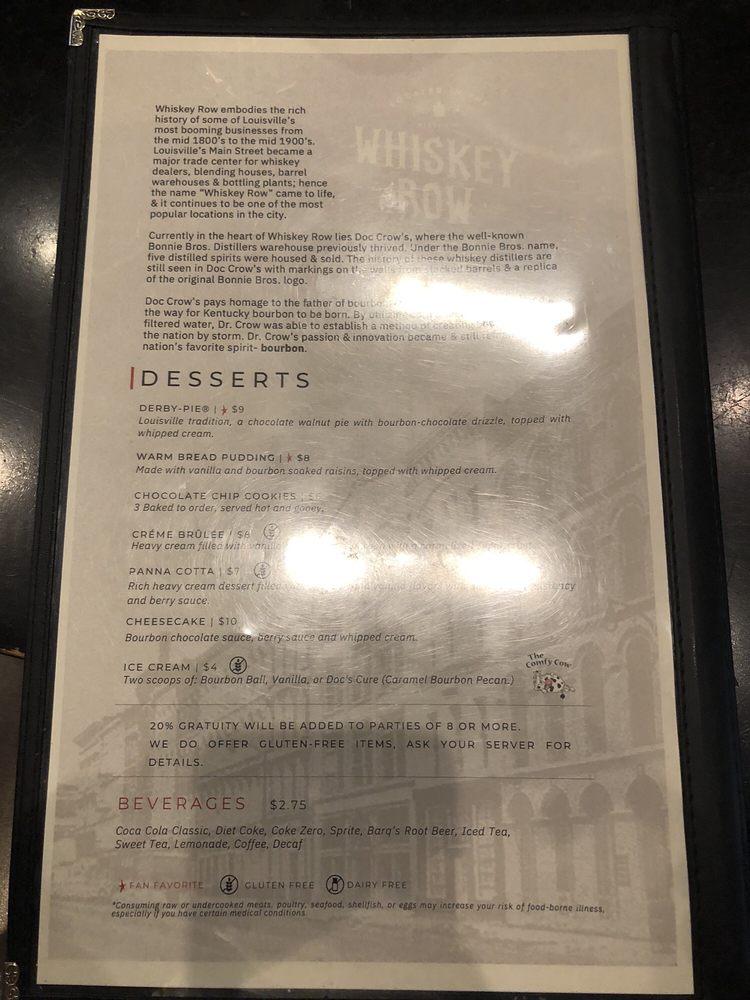 WHISKEY
ROW
Whiskey Row embodies the rich
history of some of Louisville's
most booming businesses from
the mid 1800's to the mid 1900's.
Louisville's Main Street became a
major trade center for whiskey
dealers, blending houses, barrel
warehouses & bottling plants; hence
the name "Whiskey Row" came to life,
& it continues to be one of the most
popular locations in the city.
Currently in the heart of Whiskey Row lies Doc Crow's, where the well-known
Bonnie Bros. Distillers warehouse previously thrived. Under the Bonnie Bros. name,
five distilled spirits were housed & sold. The history of these whiskey distillers are
still seen in Doc Crow's with markings on the walls from stacked barrels & a replica
of the original Bonnie Bros. logo.
Doc Crow's pays homage to the father of
the way for Kentucky bourbon to be born. By
filtered water, Dr. Crow was able to establish a method of
the nation by storm. Dr. Crow's passion & innovation became & still
nation's favorite spirit- bourbon.
DESSERTS
DERBY-PIE® | $9
Louisville tradition, a chocolate walnut pie with bourbon-chocolate drizzle, topped with
whipped cream.
WARM BREAD PUDDING | $8
Made with vanilla and bourbon soaked raisins, topped with whipped cream.
CHOCOLATE CHIP COOKIES | $6
3 Baked to order, served hot and gooey.
CRÉME BRÛLÉE | $8
Heavy cream filled with vanilla
PANNA COTTA | $7
Rich heavy cream dessert filled
and berry sauce.
CHEESECAKE | $10
Bourbon chocolate sauce, berry sauce and whipped cream.
ICE CREAM | $4
The
Comfy Cow
Two scoops of: Bourbon Ball, Vanilla, or Doc's Cure (Caramel Bourbon Pecan.)
20% GRATUITY WILL BE ADDED TO PARTIES OF 8 OR MORE.
WE DO OFFER GLUTEN-FREE ITEMS, ASK YOUR SERVER FOR
DETAILS.
BEVERAGES $2.75
Coca Cola Classic, Diet Coke, Coke Zero, Sprite, Barq's Root Beer, Iced Tea,
Sweet Tea, Lemonade, Coffee, Decaf
FAN FAVORITE GLUTEN FREE DAIRY FREE
*Consuming raw or undercooked meats, poultry, seafood, shellfish, or eggs may increase your risk of food-borne illness,
especially if you have certain medical conditions